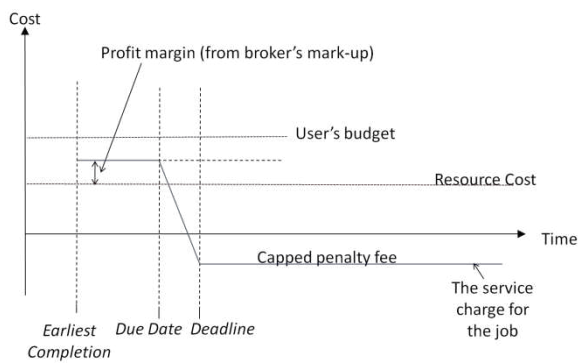 Cost
Profit margin (from broker's mark-up)
User's budget
Resource Cost
Time
Capped penalty fee
The service
charge for
the job
Earliest
Completion
Due Date
Deadline